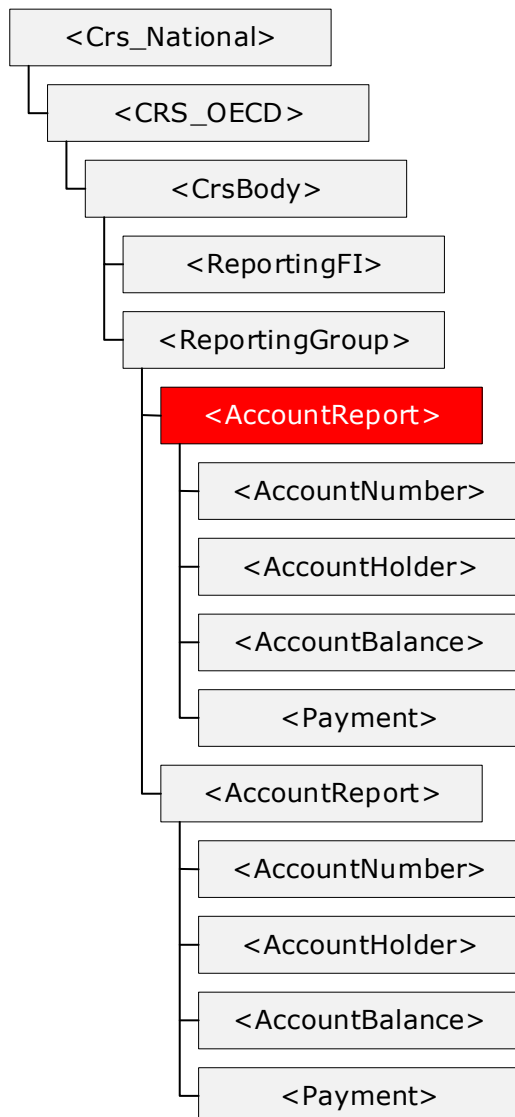 <Crs_National>
<CRS_OECD>
<CrsBody>
<ReportingFI>
<ReportingGroup>
<AccountReport>
<AccountNumber>
<AccountHolder>
<AccountBalance>
<Payment>
<AccountReport>
<AccountNumber>
<AccountHolder>
<AccountBalance>
<Payment>